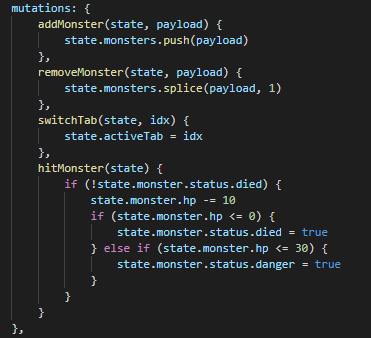 mutations: {
    addMonster(state, payload) {
        state.monsters.push(payload)
    },
    removeMonster(state, payload) {
        state.monsters.splice(payload, 1)
    },
    switchTab(state, idx) {
        state.activeTab = idx
    },
    hitMonster(state) {
        if (!state.monster.status.died) {
            state.monster.hp -= 10
            if (state.monster.hp <= 0) {
                state.monster.status.died = true
            } else if (state.monster.hp <= 30) {
                state.monster.status.danger = true
            }
        }
    }
},